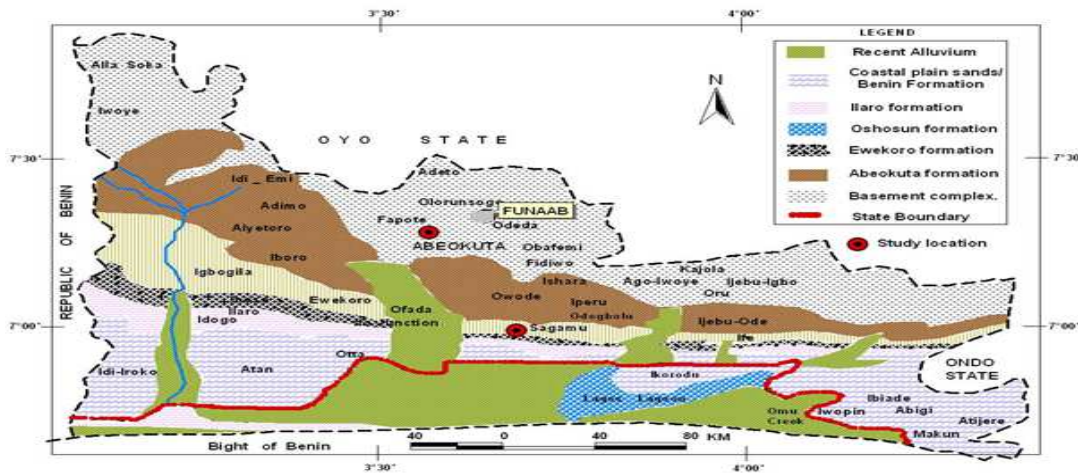 3°30'
4°00'
LEGEND
Recent Alluvium
Coastal plain sands/
Benin Formation
Ilaro formation
Oshosun formation
Ewekoro formation
Abeokuta formation
Basement complex.
State Boundary
Study location
N
Alla Soka
Iwoye
OYO STATE
7°30'
7°30'
Adeto
Idi_Emi
Olorunsogo
FUNAAB
Adimo
Fapote
Odeda
Aiyetoro
ABEOKUTA
Obafemi
REPUBLIC OF BENIN
Iboro
Fidiwo
Igbogila
Kajola
Ishara
Ago-Iwoye
Ijebu-Igbo
Oru
Ewekoro
Owode
Iperu
Ilaro
Ofada
Odogbolu
7°00'
Idogo
Junction
Sagamu
Ijebu-Ode
7°00'
Ife
Otta
ONDO
STATE
Idi-Iroko
Atan
Ikorodu
Lagos Lagoon
Ibiade
Omu
Creek
Iwopin
Abigi
Atijere
Makun
Bight of Benin
40 0 40 80 KM
3°30'
4°00'